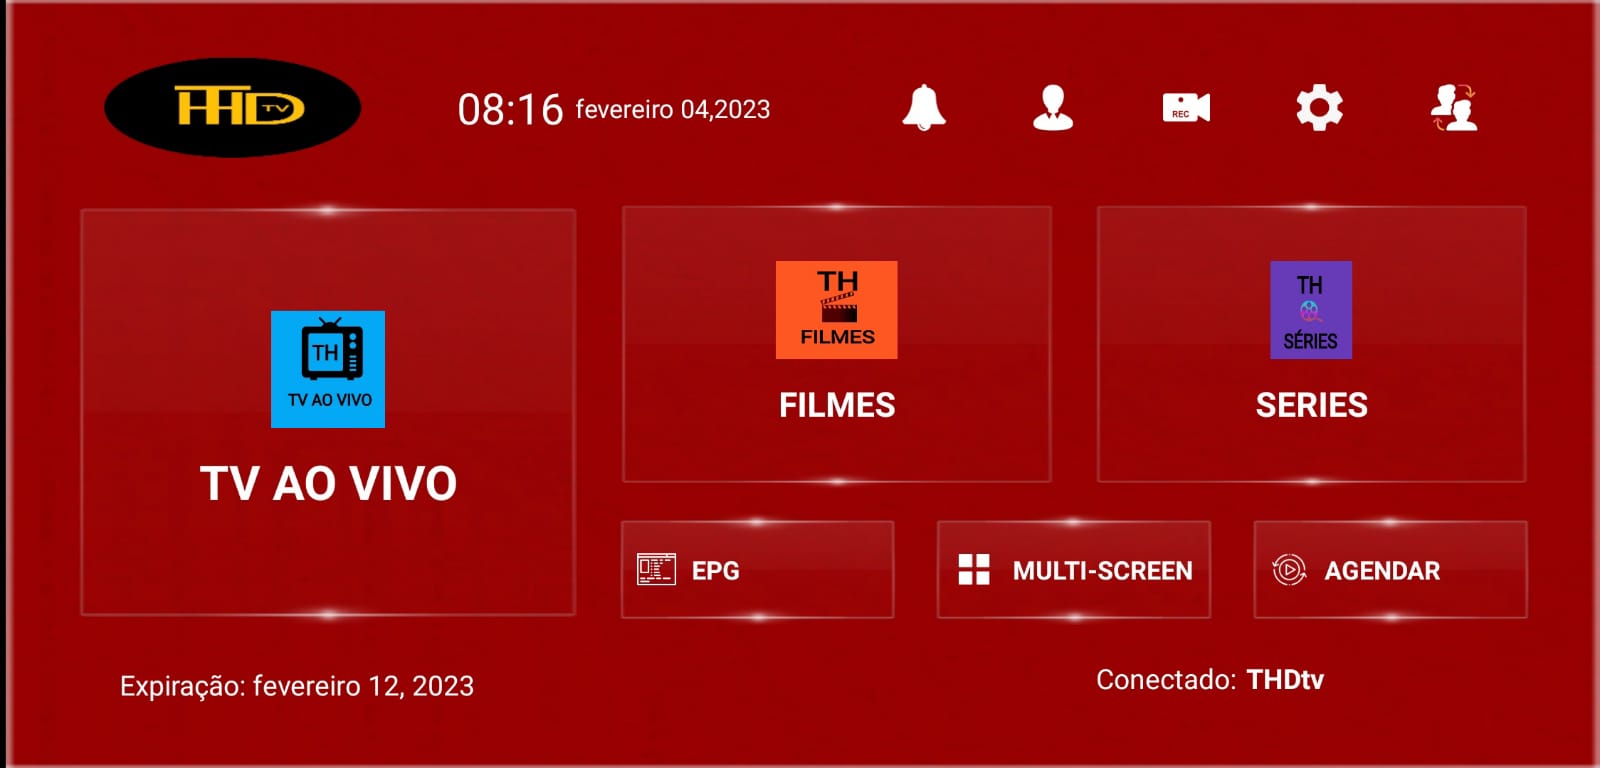 THD TV
08:16 fevereiro 04,2023
REC
TH
TV AO VIVO
TV AO VIVO
TH
FILMES
FILMES
TH
SÉRIES
SERIES
EPG
MULTI-SCREEN
AGENDAR
Expiração: fevereiro 12, 2023
Conectado: THDtv